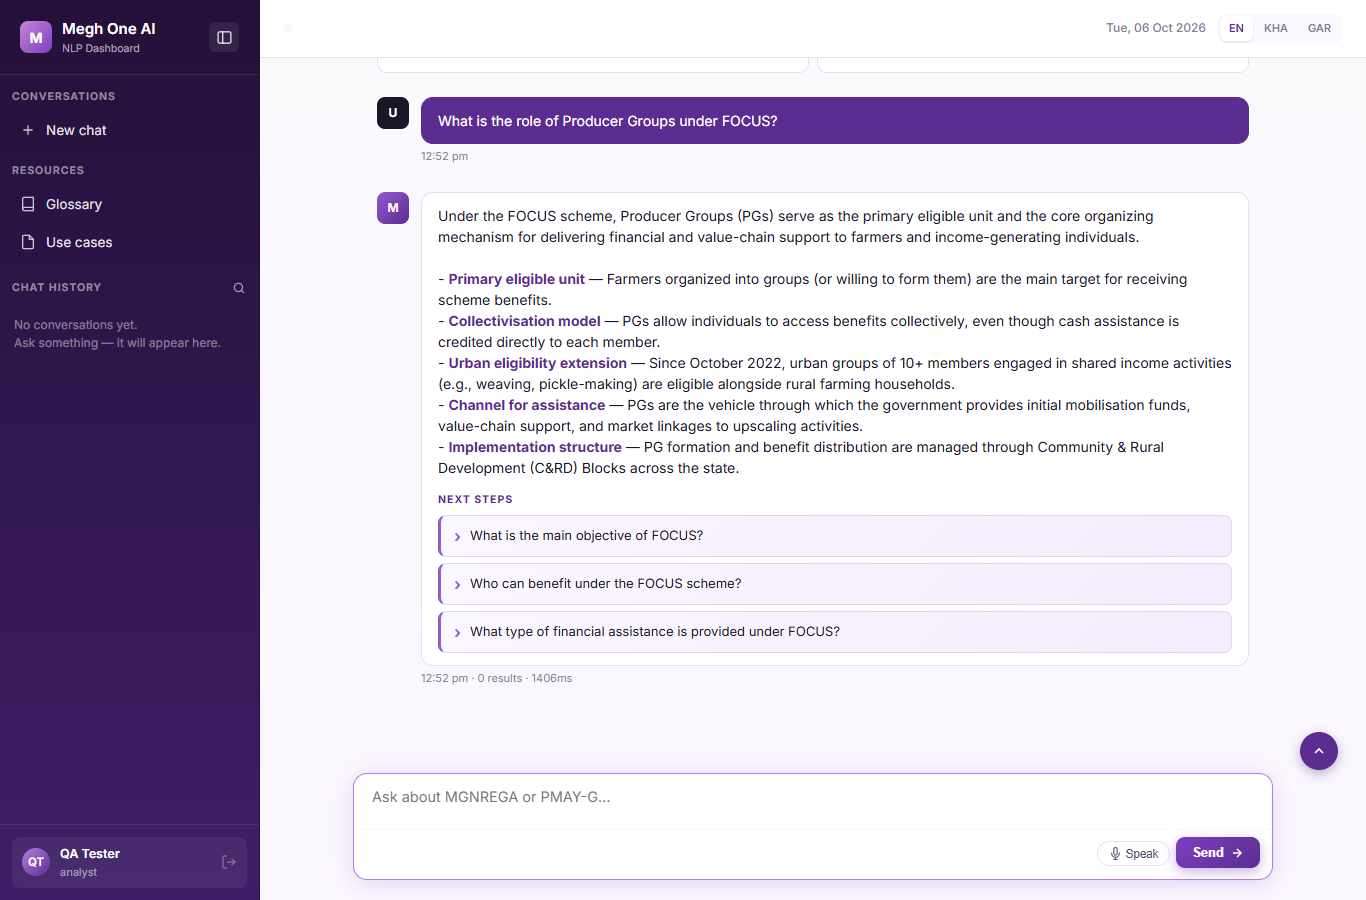 M
Megh One AI
NLP Dashboard
CONVERSATIONS
+ New chat
RESOURCES
Glossary
Use cases
CHAT HISTORY
No conversations yet.
Ask something — it will appear here.
QT
QA Tester
analyst
Tue, 06 Oct 2026
EN KHA GAR
U
What is the role of Producer Groups under FOCUS?
12:52 pm
M
Under the FOCUS scheme, Producer Groups (PGs) serve as the primary eligible unit and the core organizing
mechanism for delivering financial and value-chain support to farmers and income-generating individuals.
- Primary eligible unit — Farmers organized into groups (or willing to form them) are the main target for receiving
scheme benefits.
- Collectivisation model — PGs allow individuals to access benefits collectively, even though cash assistance is
credited directly to each member.
- Urban eligibility extension — Since October 2022, urban groups of 10+ members engaged in shared income activities
(e.g., weaving, pickle-making) are eligible alongside rural farming households.
- Channel for assistance — PGs are the vehicle through which the government provides initial mobilisation funds,
value-chain support, and market linkages to upscaling activities.
- Implementation structure — PG formation and benefit distribution are managed through Community & Rural
Development (C&RD) Blocks across the state.
NEXT STEPS
› What is the main objective of FOCUS?
› Who can benefit under the FOCUS scheme?
› What type of financial assistance is provided under FOCUS?
12:52 pm · 0 results · 1406ms
Ask about MGNREGA or PMAY-G...
Speak
Send →